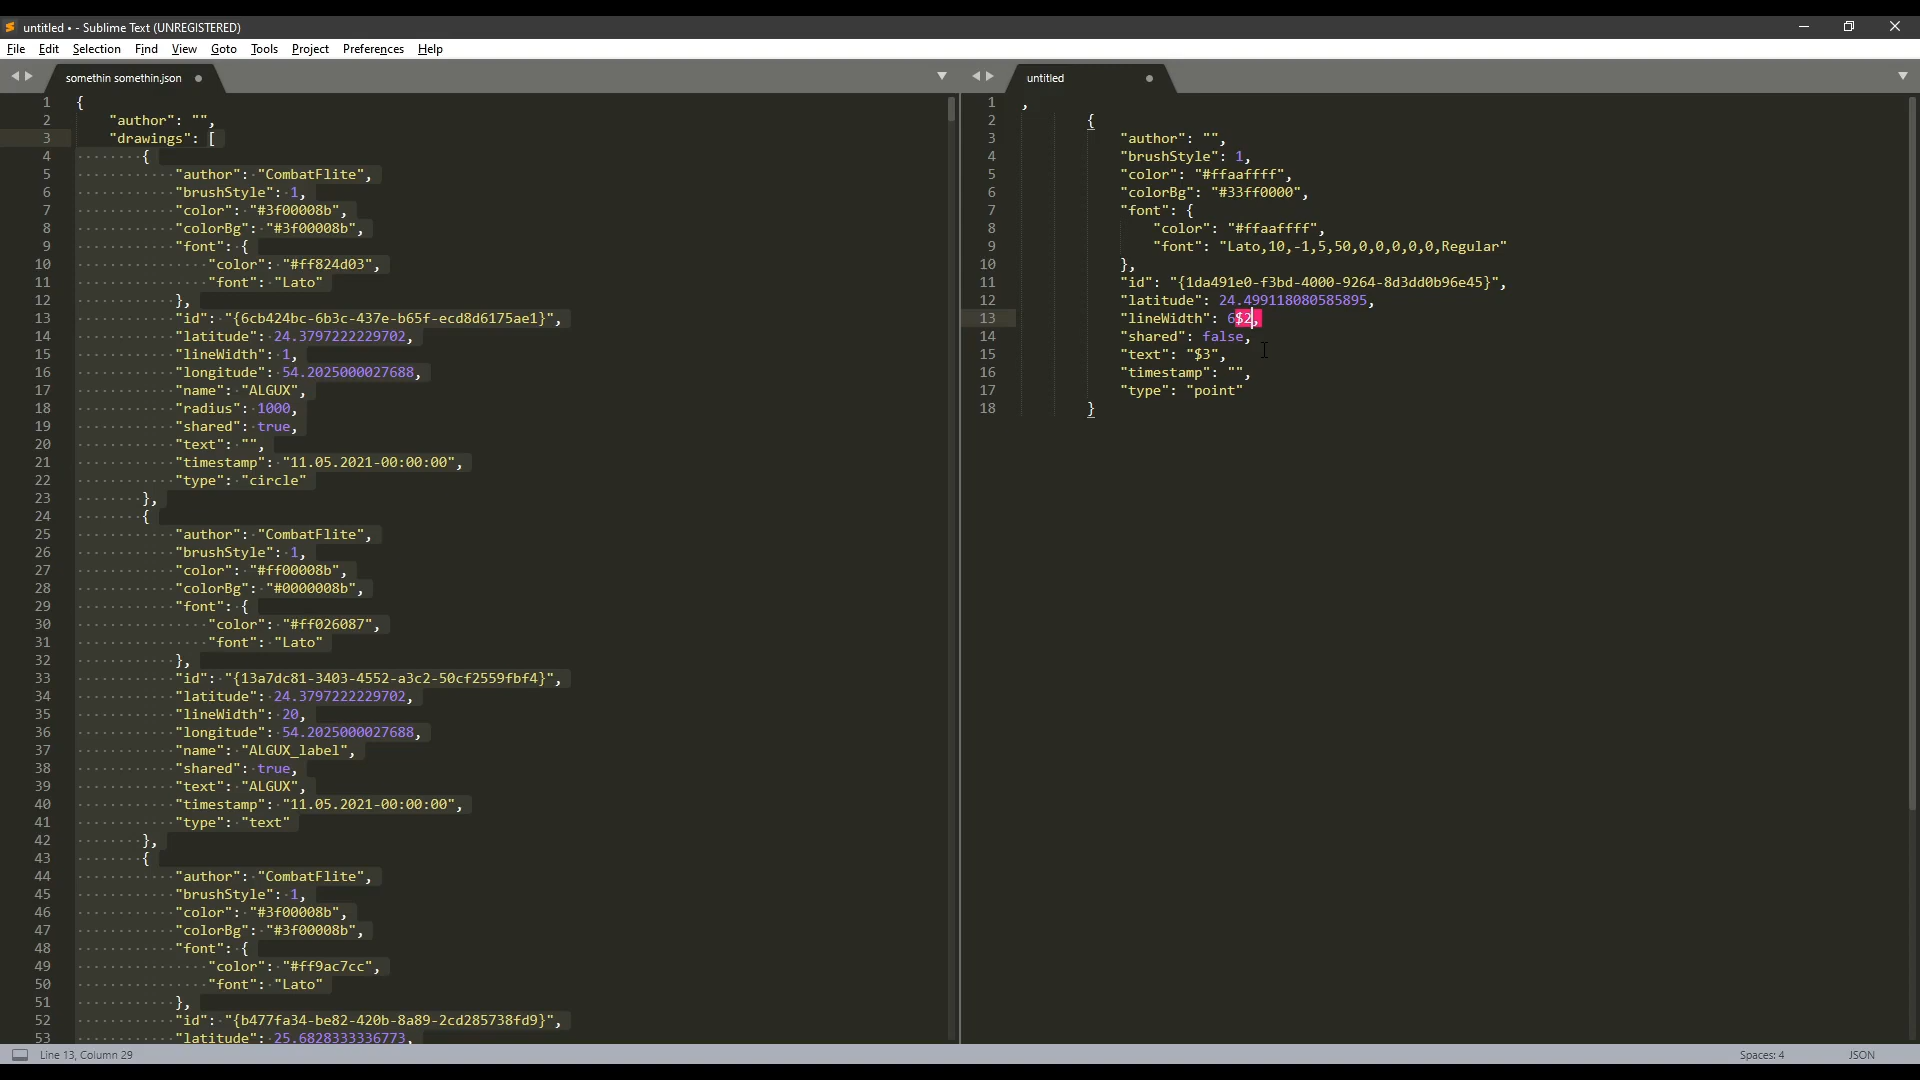 untitled • - Sublime Text (UNREGISTERED)
File Edit Selection Find View Goto Tools Project Preferences Help
somethin somethin.json
1 {
2 "author": "",
3 "drawings": [
4 {
5 "author": "CombatFlite",
6 "brushStyle": 1,
7 "color": "#3f00008b",
8 "colorBg": "#3f00008b",
9 "font": {
10 "color": "#ff824d03",
11 "font": "Lato"
12 },
13 "id": "{6cb424bc-6b3c-437e-b65f-ecd8d6175ae1}",
14 "latitude": 24.3797222229702,
15 "lineWidth": 1,
16 "longitude": 54.2025000027688,
17 "name": "ALGUX",
18 "radius": 1000,
19 "shared": true,
20 "text": "",
21 "timestamp": "11.05.2021-00:00:00",
22 "type": "circle"
23 },
24 {
25 "author": "CombatFlite",
26 "brushStyle": 1,
27 "color": "#ff00008b",
28 "colorBg": "#0000008b",
29 "font": {
30 "color": "#ff026087",
31 "font": "Lato"
32 },
33 "id": "{13a7dc81-3403-4552-a3c2-50cf2559fbf4}",
34 "latitude": 24.3797222229702,
35 "lineWidth": 20,
36 "longitude": 54.2025000027688,
37 "name": "ALGUX_label",
38 "shared": true,
39 "text": "ALGUX",
40 "timestamp": "11.05.2021-00:00:00",
41 "type": "text"
42 },
43 {
44 "author": "CombatFlite",
45 "brushStyle": 1,
46 "color": "#3f00008b",
47 "colorBg": "#3f00008b",
48 "font": {
49 "color": "#ff9ac7cc",
50 "font": "Lato"
51 },
52 "id": "{b477fa34-be82-420b-8a89-2cd285738fd9}",
53 "latitude": 25.6828333336773,
untitled
1 ,
2 {
3 "author": "",
4 "brushStyle": 1,
5 "color": "#ffaaffff",
6 "colorBg": "#33ff0000",
7 "font": {
8 "color": "#ffaaffff",
9 "font": "Lato,10,-1,5,50,0,0,0,0,0,Regular"
10 },
11 "id": "{1da491e0-f3bd-4000-9264-8d3dd0b96e45}",
12 "latitude": 24.499118080585895,
13 "lineWidth": 6$2,
14 "shared": false,
15 "text": "$3",
16 "timestamp": "",
17 "type": "point"
18 }
Line 13, Column 29
Spaces: 4
JSON